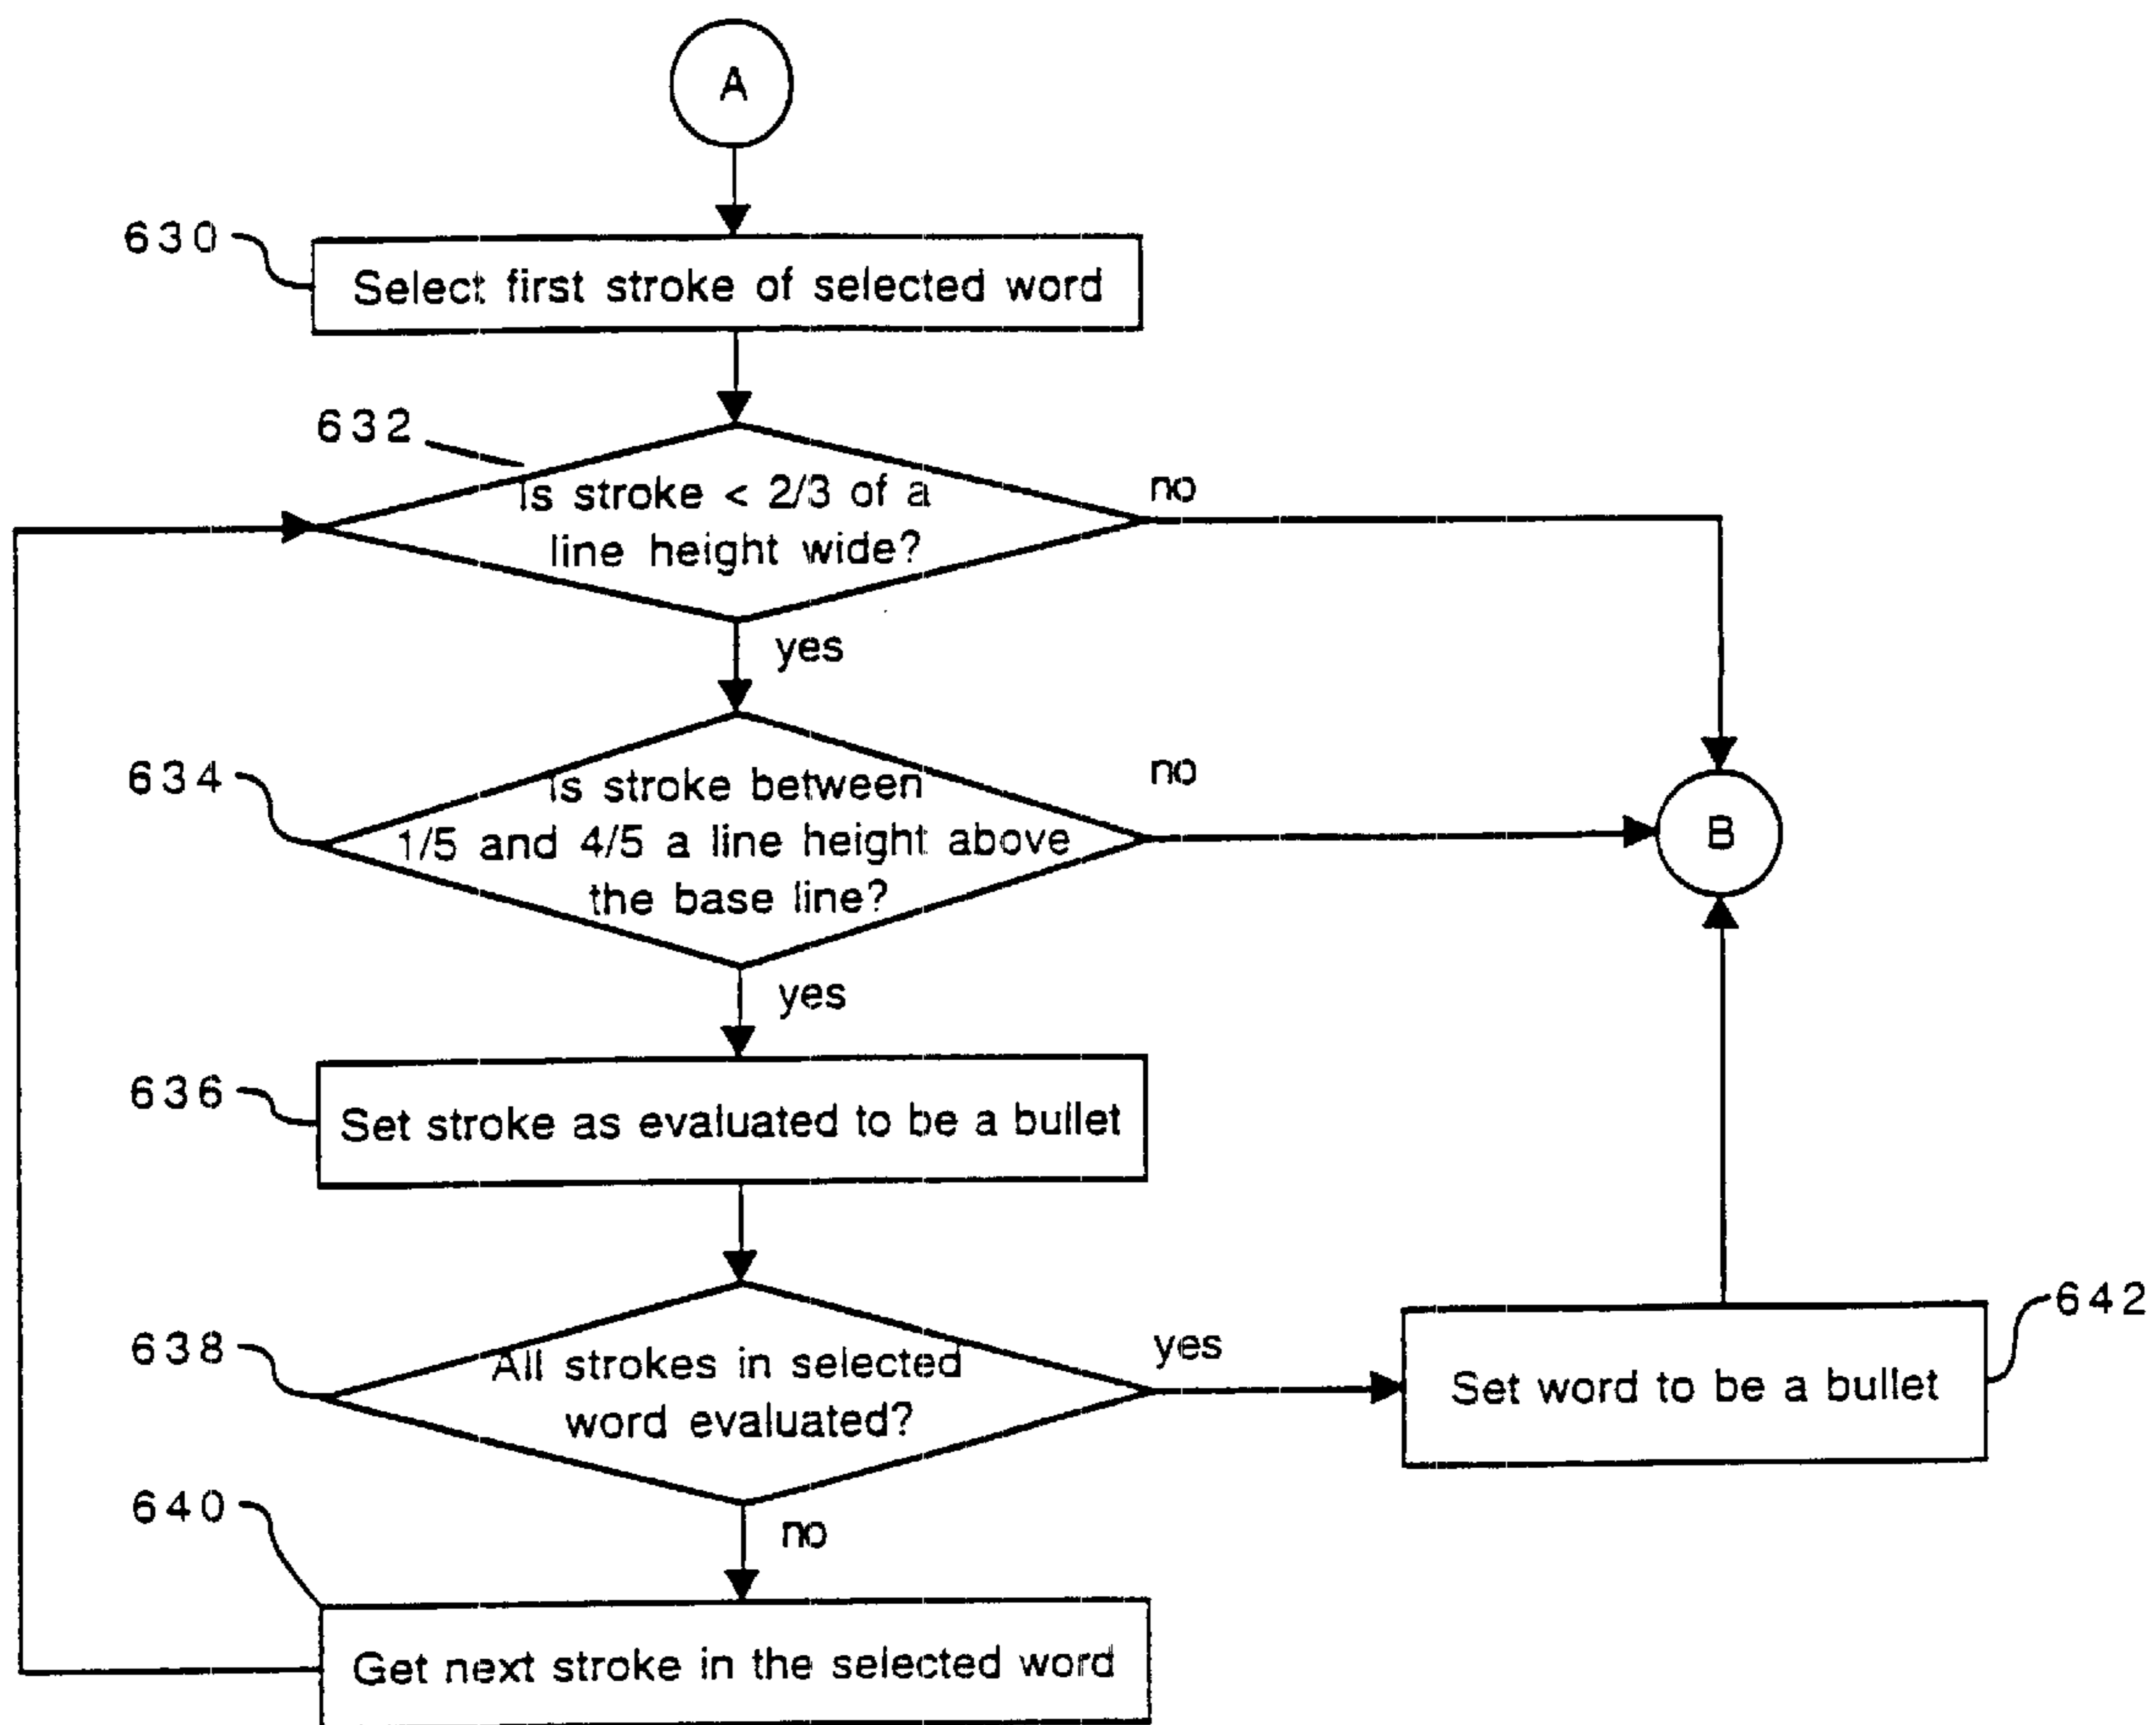 A
630
Select first stroke of selected word
632
Is stroke < 2/3 of a
line height wide?
no
yes
634
Is stroke between
1/5 and 4/5 a line height above
the base line?
no
B
yes
636
Set stroke as evaluated to be a bullet
638
All strokes in selected
word evaluated?
yes
Set word to be a bullet
642
no
640
Get next stroke in the selected word